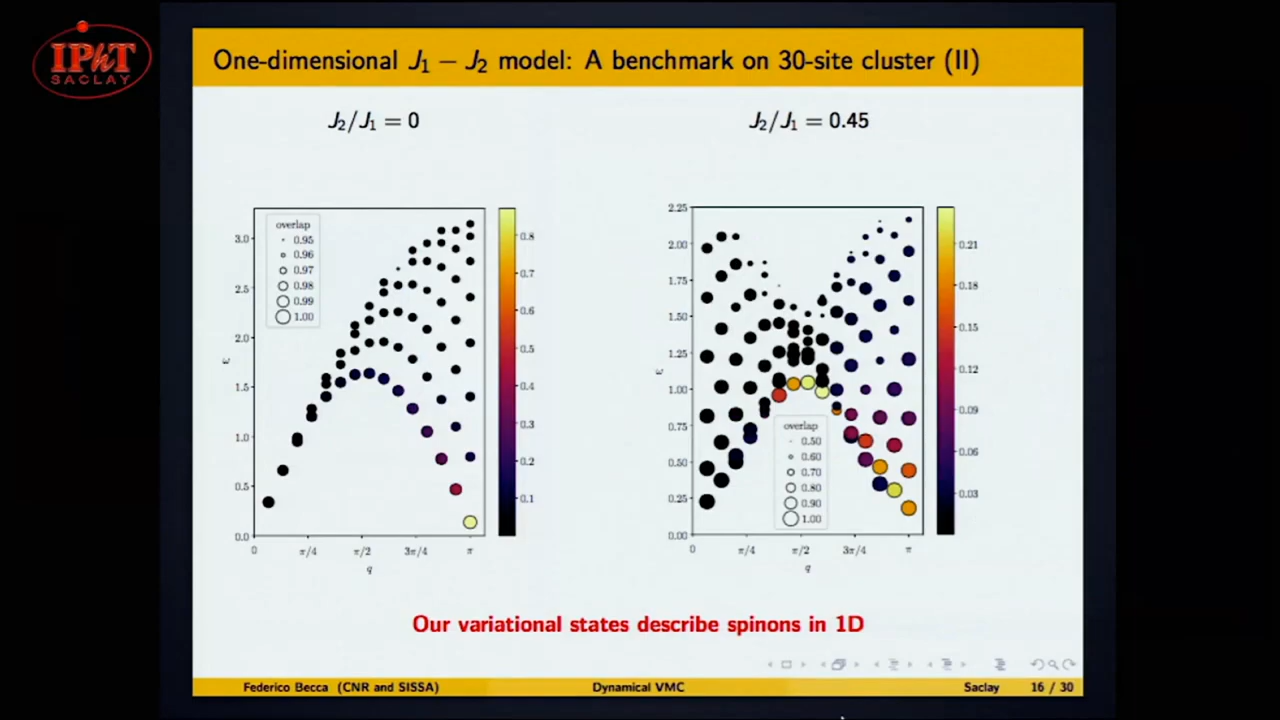 IPhT
SACLAY
One-dimensional J₁ − J₂ model: A benchmark on 30-site cluster (II)
J₂/J₁ = 0
J₂/J₁ = 0.45
overlap
0.95
0.96
0.97
0.98
0.99
1.00
3.0
2.5
2.0
1.5
1.0
0.5
0.0
ε
0
π/4
π/2
3π/4
π
q
0.8
0.7
0.6
0.5
0.4
0.3
0.2
0.1
2.25
2.00
1.75
1.50
1.25
1.00
0.75
0.50
0.25
0.00
ε
overlap
0.50
0.60
0.70
0.80
0.90
1.00
0
π/4
π/2
3π/4
π
q
0.21
0.18
0.15
0.12
0.09
0.06
0.03
Our variational states describe spinons in 1D
Federico Becca (CNR and SISSA)
Dynamical VMC
Saclay
16 / 30